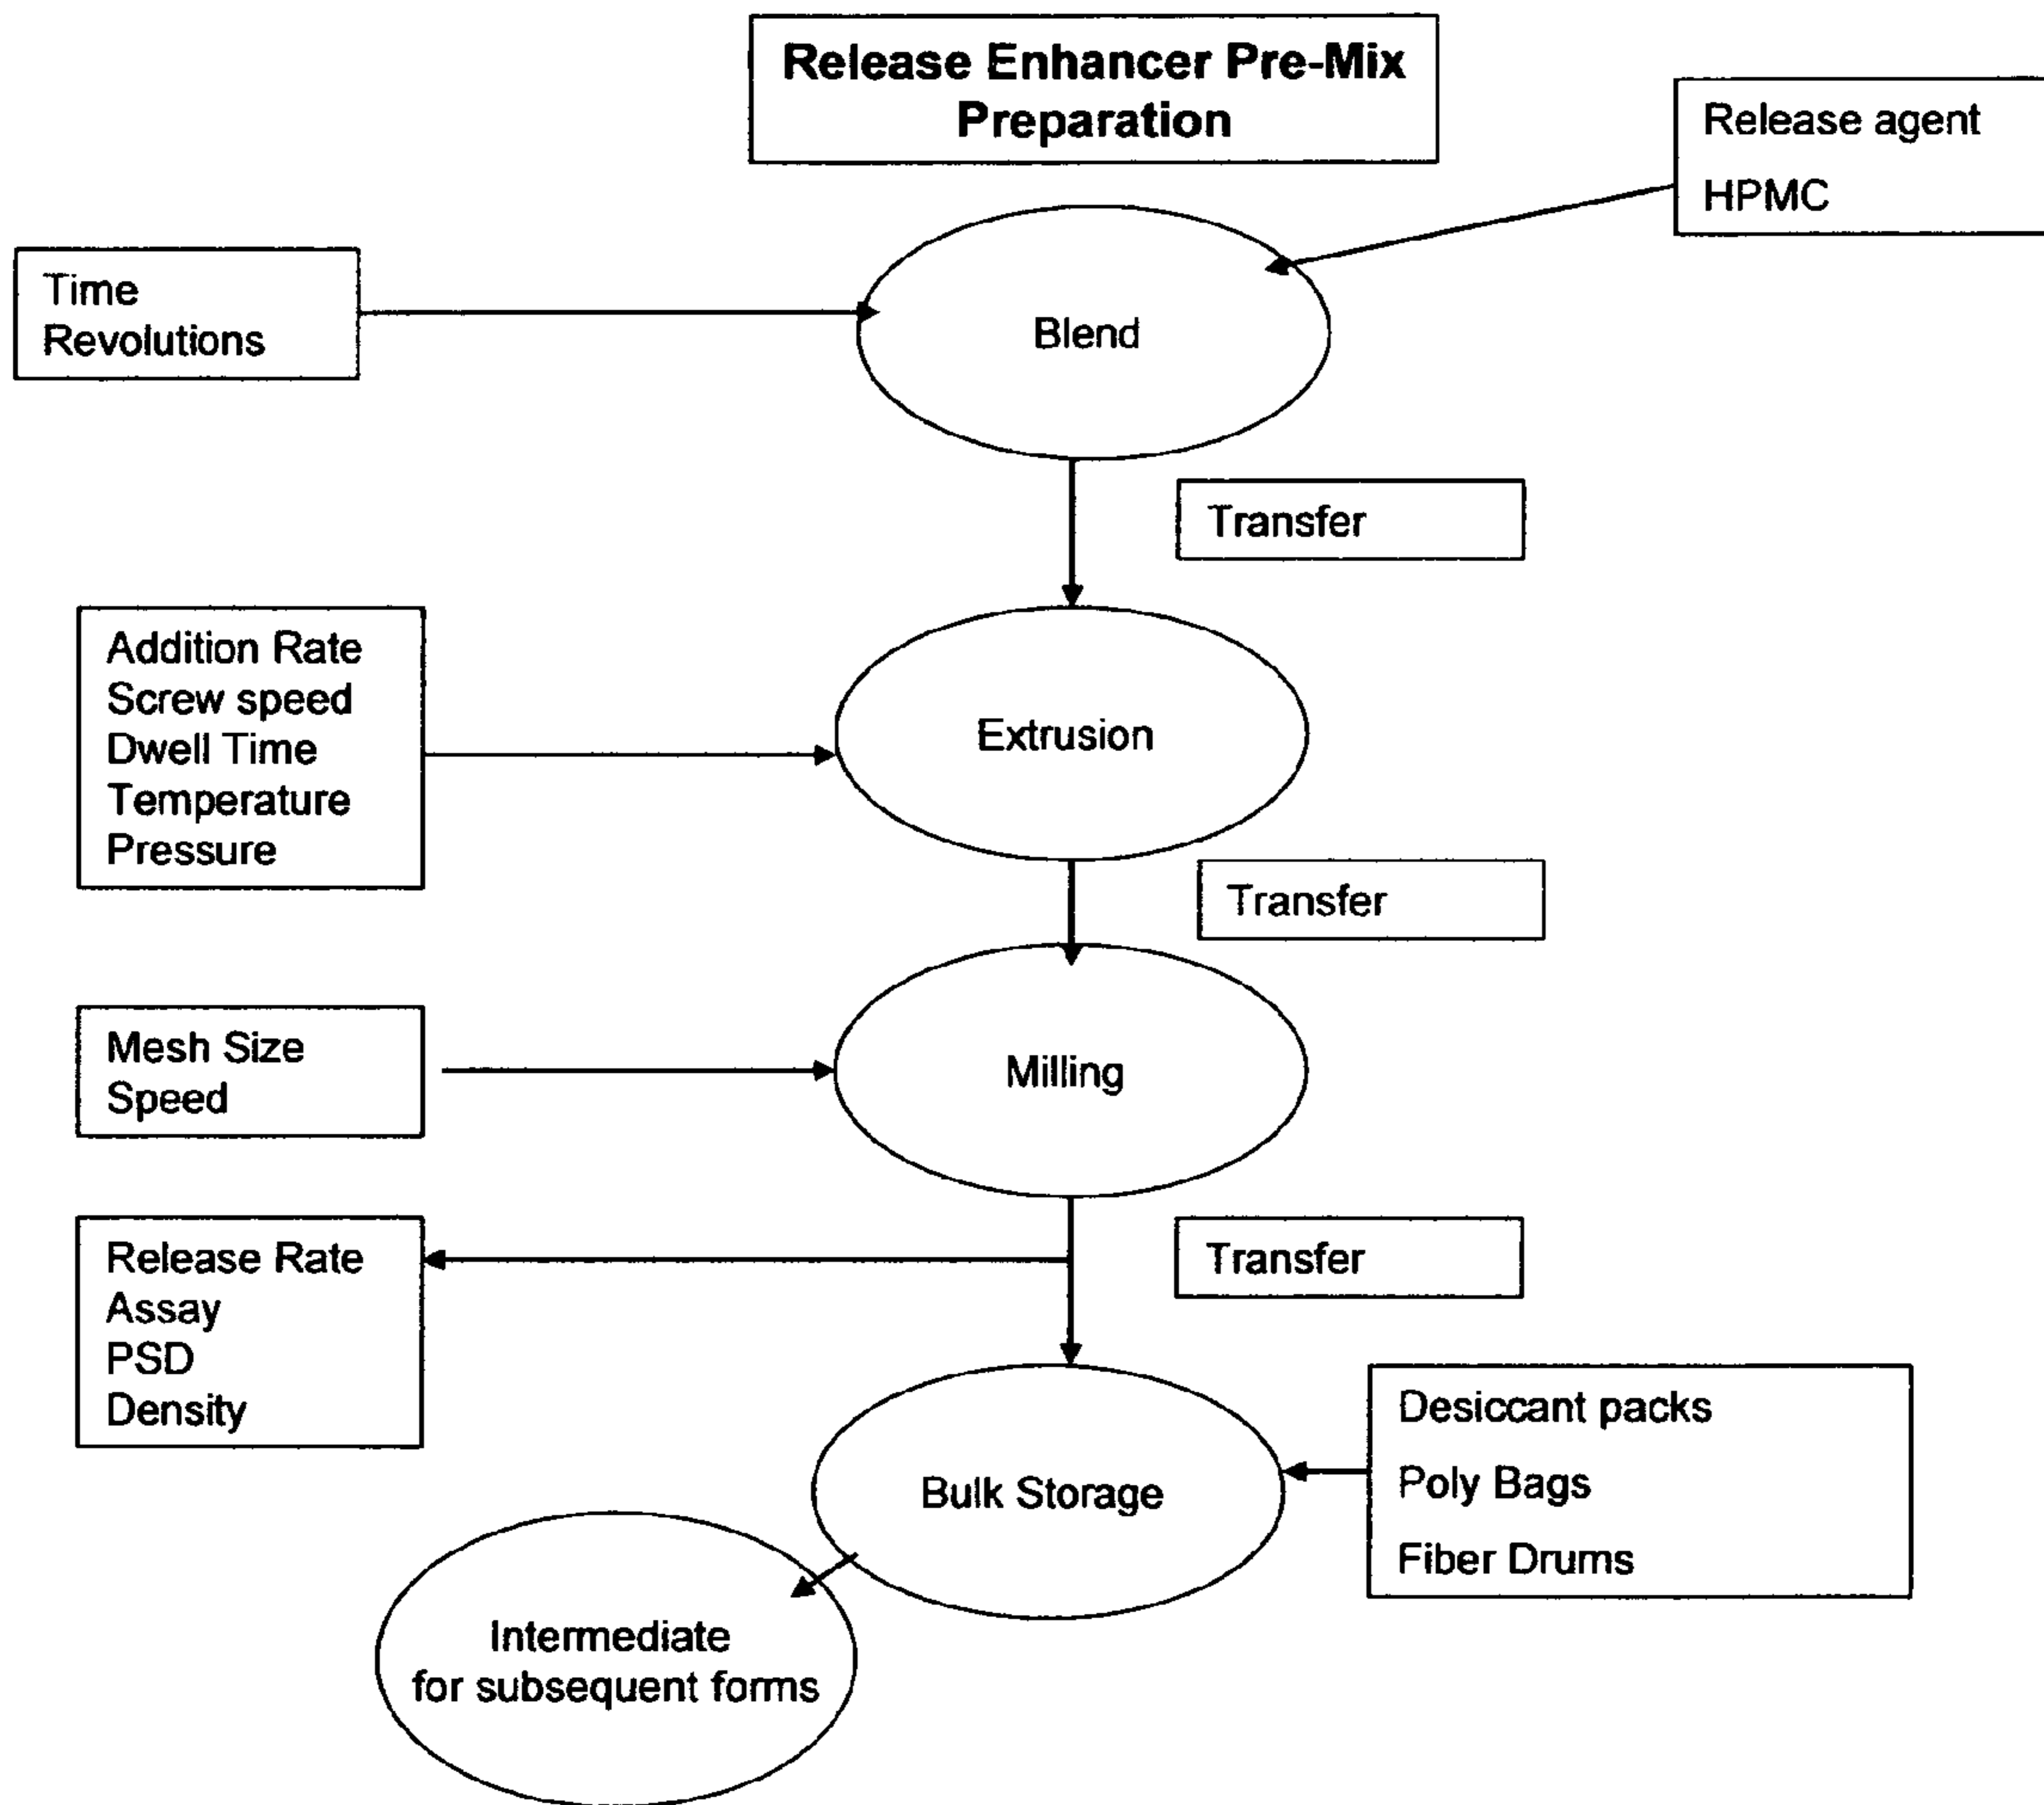 Release Enhancer Pre-Mix
Preparation
Release agent
HPMC
Time
Revolutions
Blend
Transfer
Addition Rate
Screw speed
Dwell Time
Temperature
Pressure
Extrusion
Transfer
Mesh Size
Speed
Milling
Release Rate
Assay
PSD
Density
Transfer
Desiccant packs
Poly Bags
Fiber Drums
Bulk Storage
Intermediate
for subsequent forms